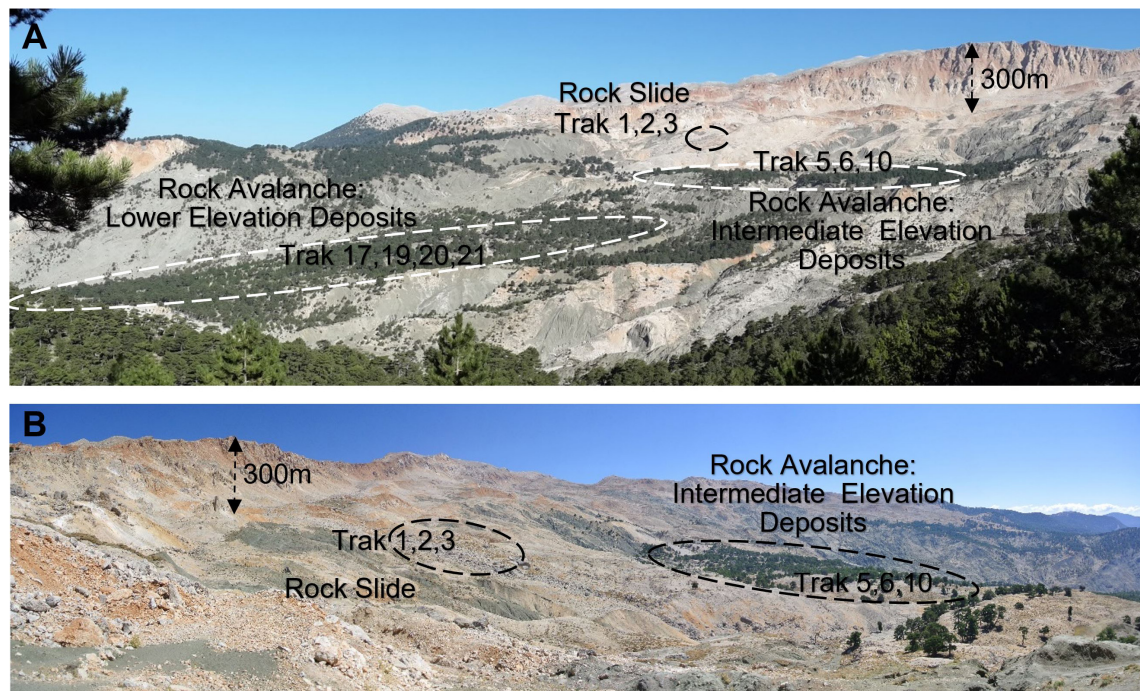 A
300m
Rock Slide
Trak 1,2,3
Trak 5,6,10
Rock Avalanche:
Lower Elevation Deposits
Rock Avalanche:
Intermediate Elevation
Deposits
Trak 17,19,20,21
B
300m
Rock Avalanche:
Intermediate Elevation
Deposits
Trak 1,2,3
Trak 5,6,10
Rock Slide